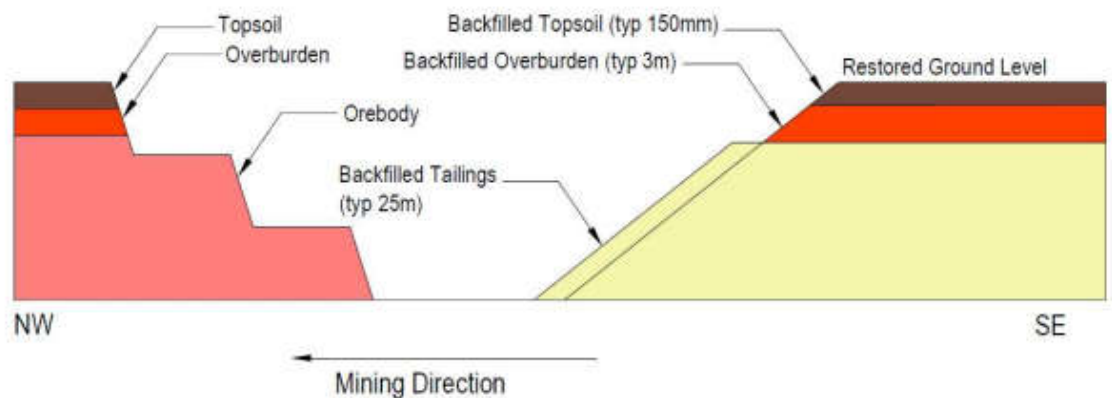 Topsoil
Overburden
Orebody
Backfilled Topsoil (typ 150mm)
Backfilled Overburden (typ 3m)
Restored Ground Level
Backfilled Tailings
(typ 25m)
NW
SE
Mining Direction